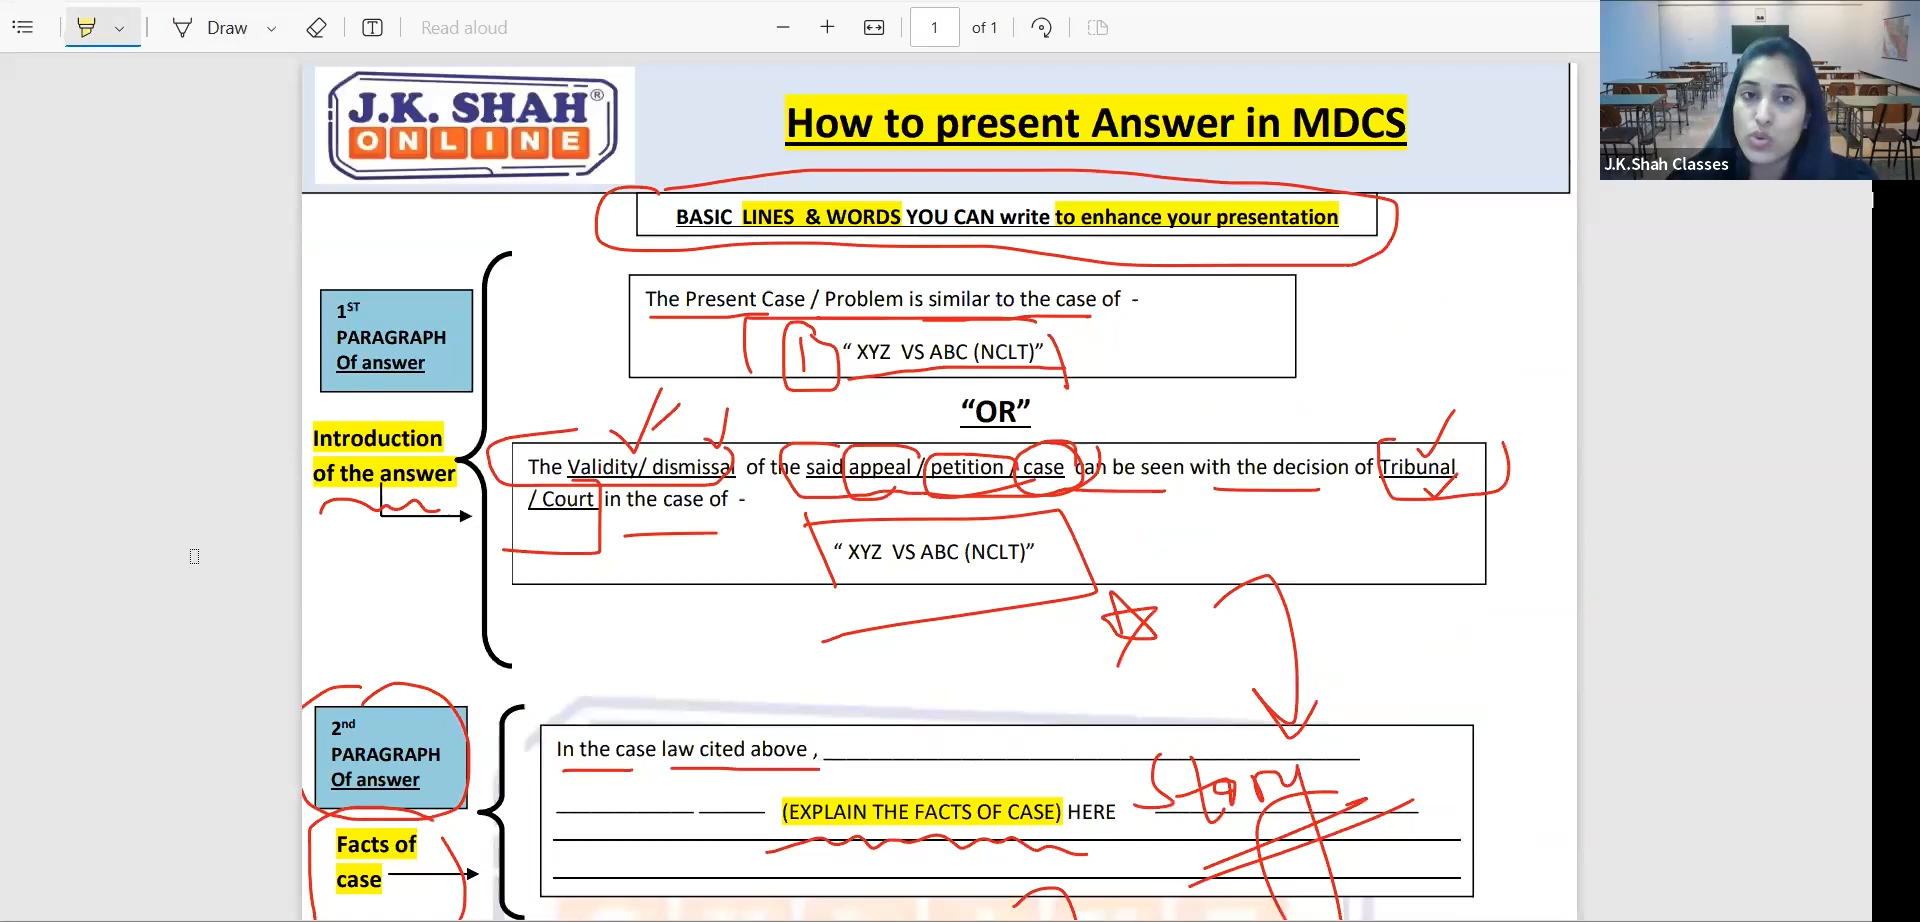 Draw
Read aloud
1 of 1
J.K.Shah Classes
J.K. SHAH®
ONLINE
How to present Answer in MDCS
BASIC LINES & WORDS YOU CAN write to enhance your presentation
1ST
PARAGRAPH
Of answer
The Present Case / Problem is similar to the case of -
1
“ XYZ VS ABC (NCLT)”
“OR”
Introduction
of the answer
The Validity/ dismissal of the said appeal / petition / case can be seen with the decision of Tribunal
/ Court in the case of -
“ XYZ VS ABC (NCLT)”
2nd
PARAGRAPH
Of answer
In the case law cited above ,
Story
(EXPLAIN THE FACTS OF CASE) HERE
Facts of
case